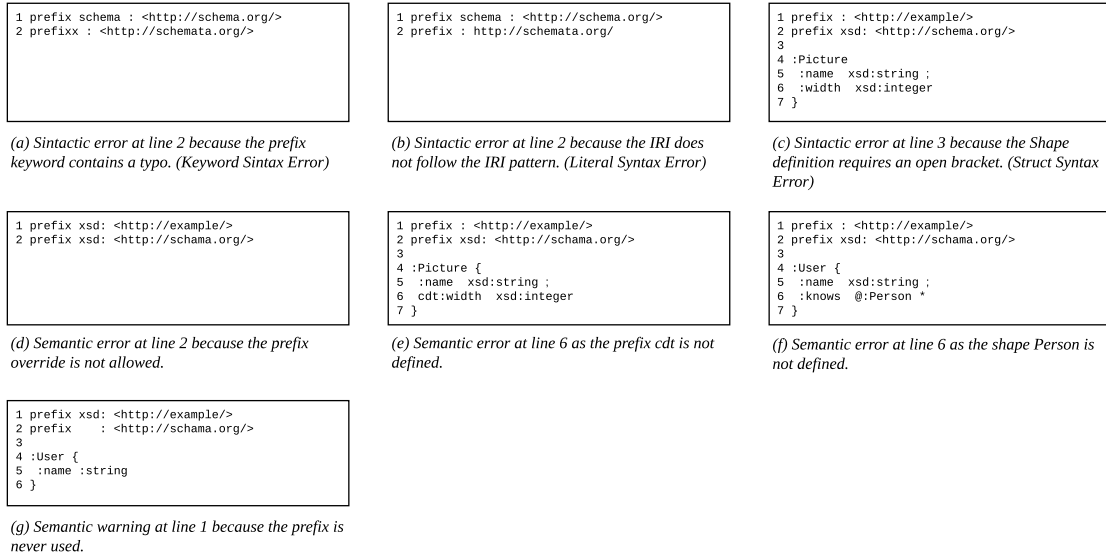 1 prefix schema : <http://schema.org/>
2 prefixx : <http://schemata.org/>
(a) Sintactic error at line 2 because the prefix
keyword contains a typo. (Keyword Sintax Error)
1 prefix schema : <http://schema.org/>
2 prefix : http://schemata.org/
(b) Sintactic error at line 2 because the IRI does
not follow the IRI pattern. (Literal Syntax Error)
1 prefix : <http://example/>
2 prefix xsd: <http://schema.org/>
3
4 :Picture
5  :name  xsd:string ;
6  :width  xsd:integer
7 }
(c) Sintactic error at line 3 because the Shape
definition requires an open bracket. (Struct Syntax
Error)
1 prefix xsd: <http://example/>
2 prefix xsd: <http://schama.org/>
(d) Semantic error at line 2 because the prefix
override is not allowed.
1 prefix : <http://example/>
2 prefix xsd: <http://schama.org/>
3
4 :Picture {
5  :name  xsd:string ;
6  cdt:width  xsd:integer
7 }
(e) Semantic error at line 6 as the prefix cdt is not
defined.
1 prefix : <http://example/>
2 prefix xsd: <http://schama.org/>
3
4 :User {
5  :name  xsd:string ;
6  :knows  @:Person *
7 }
(f) Semantic error at line 6 as the shape Person is
not defined.
1 prefix xsd: <http://example/>
2 prefix    : <http://schama.org/>
3
4 :User {
5  :name :string
6 }
(g) Semantic warning at line 1 because the prefix is
never used.